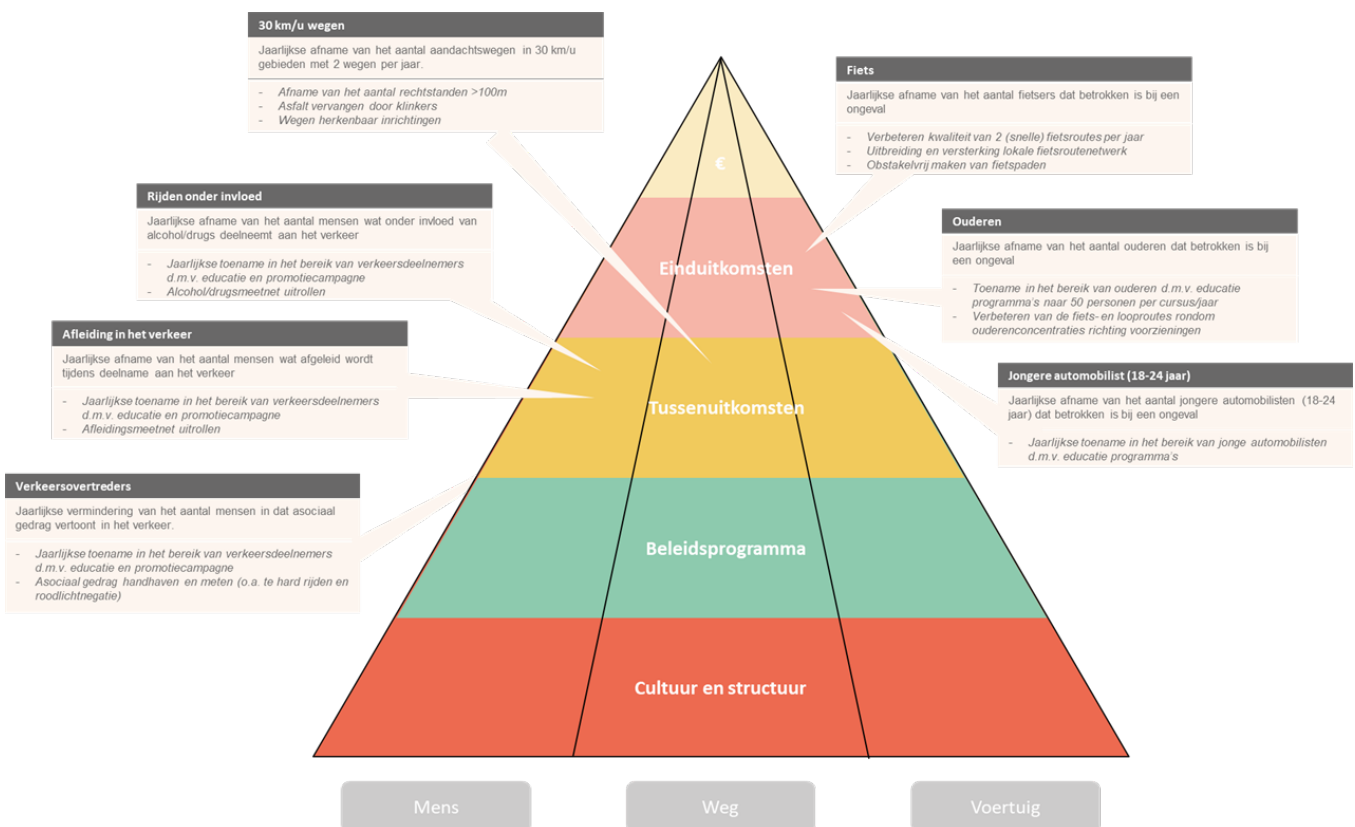 30 km/u wegen
Jaarlijkse afname van het aantal aandachtswegen in 30 km/u
gebieden met 2 wegen per jaar.
- Afname van het aantal rechtstanden >100m
- Asfalt vervangen door klinkers
- Wegen herkenbaar inrichtingen
Rijden onder invloed
Jaarlijkse afname van het aantal mensen wat onder invloed van
alcohol/drugs deelneemt aan het verkeer
- Jaarlijkse toename in het bereik van verkeersdeelnemers
d.m.v. educatie en promotiecampagne
- Alcohol/drugsmeetnet uitrollen
Afleiding in het verkeer
Jaarlijkse afname van het aantal mensen wat afgeleid wordt
tijdens deelname aan het verkeer
- Jaarlijkse toename in het bereik van verkeersdeelnemers
d.m.v. educatie en promotiecampagne
- Afleidingsmeetnet uitrollen
Verkeersovertreders
Jaarlijkse vermindering van het aantal mensen in dat asociaal
gedrag vertoont in het verkeer.
- Jaarlijkse toename in het bereik van verkeersdeelnemers
d.m.v. educatie en promotiecampagne
- Asociaal gedrag handhaven en meten (o.a. te hard rijden en
roodlichtnegatie)
€
Einduitkomsten
Tussenuitkomsten
Beleidsprogramma
Cultuur en structuur
Fiets
Jaarlijkse afname van het aantal fietsers dat betrokken is bij een
ongeval
- Verbeteren kwaliteit van 2 (snelle) fietsroutes per jaar
- Uitbreiding en versterking lokale fietsroutenetwerk
- Obstakelvrij maken van fietspaden
Ouderen
Jaarlijkse afname van het aantal ouderen dat betrokken is bij
een ongeval
- Toename in het bereik van ouderen d.m.v. educatie
programma's naar 50 personen per cursus/jaar
- Verbeteren van de fiets- en looproutes rondom
ouderenconcentraties richting voorzieningen
Jongere automobilist (18-24 jaar)
Jaarlijkse afname van het aantal jongere automobilisten (18-24
jaar) dat betrokken is bij een ongeval
- Jaarlijkse toename in het bereik van jonge automobilisten
d.m.v. educatie programma's
Mens
Weg
Voertuig